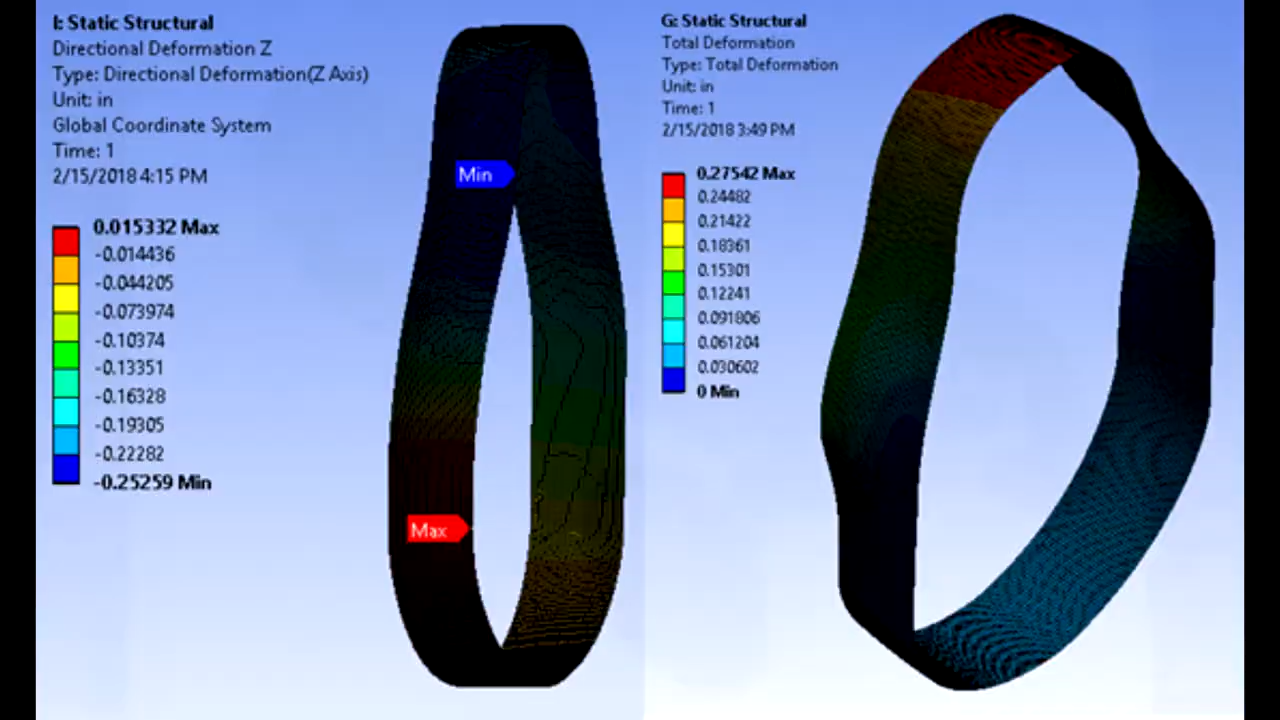 I: Static Structural
Directional Deformation Z
Type: Directional Deformation(Z Axis)
Unit: in
Global Coordinate System
Time: 1
2/15/2018 4:15 PM
0.015332 Max
-0.014436
-0.044205
-0.073974
-0.10374
-0.13351
-0.16328
-0.19305
-0.22282
-0.25259 Min
Min
Max
G: Static Structural
Total Deformation
Type: Total Deformation
Unit: in
Time: 1
2/15/2018 3:49 PM
0.27542 Max
0.24482
0.21422
0.18361
0.15301
0.12241
0.091806
0.061204
0.030602
0 Min